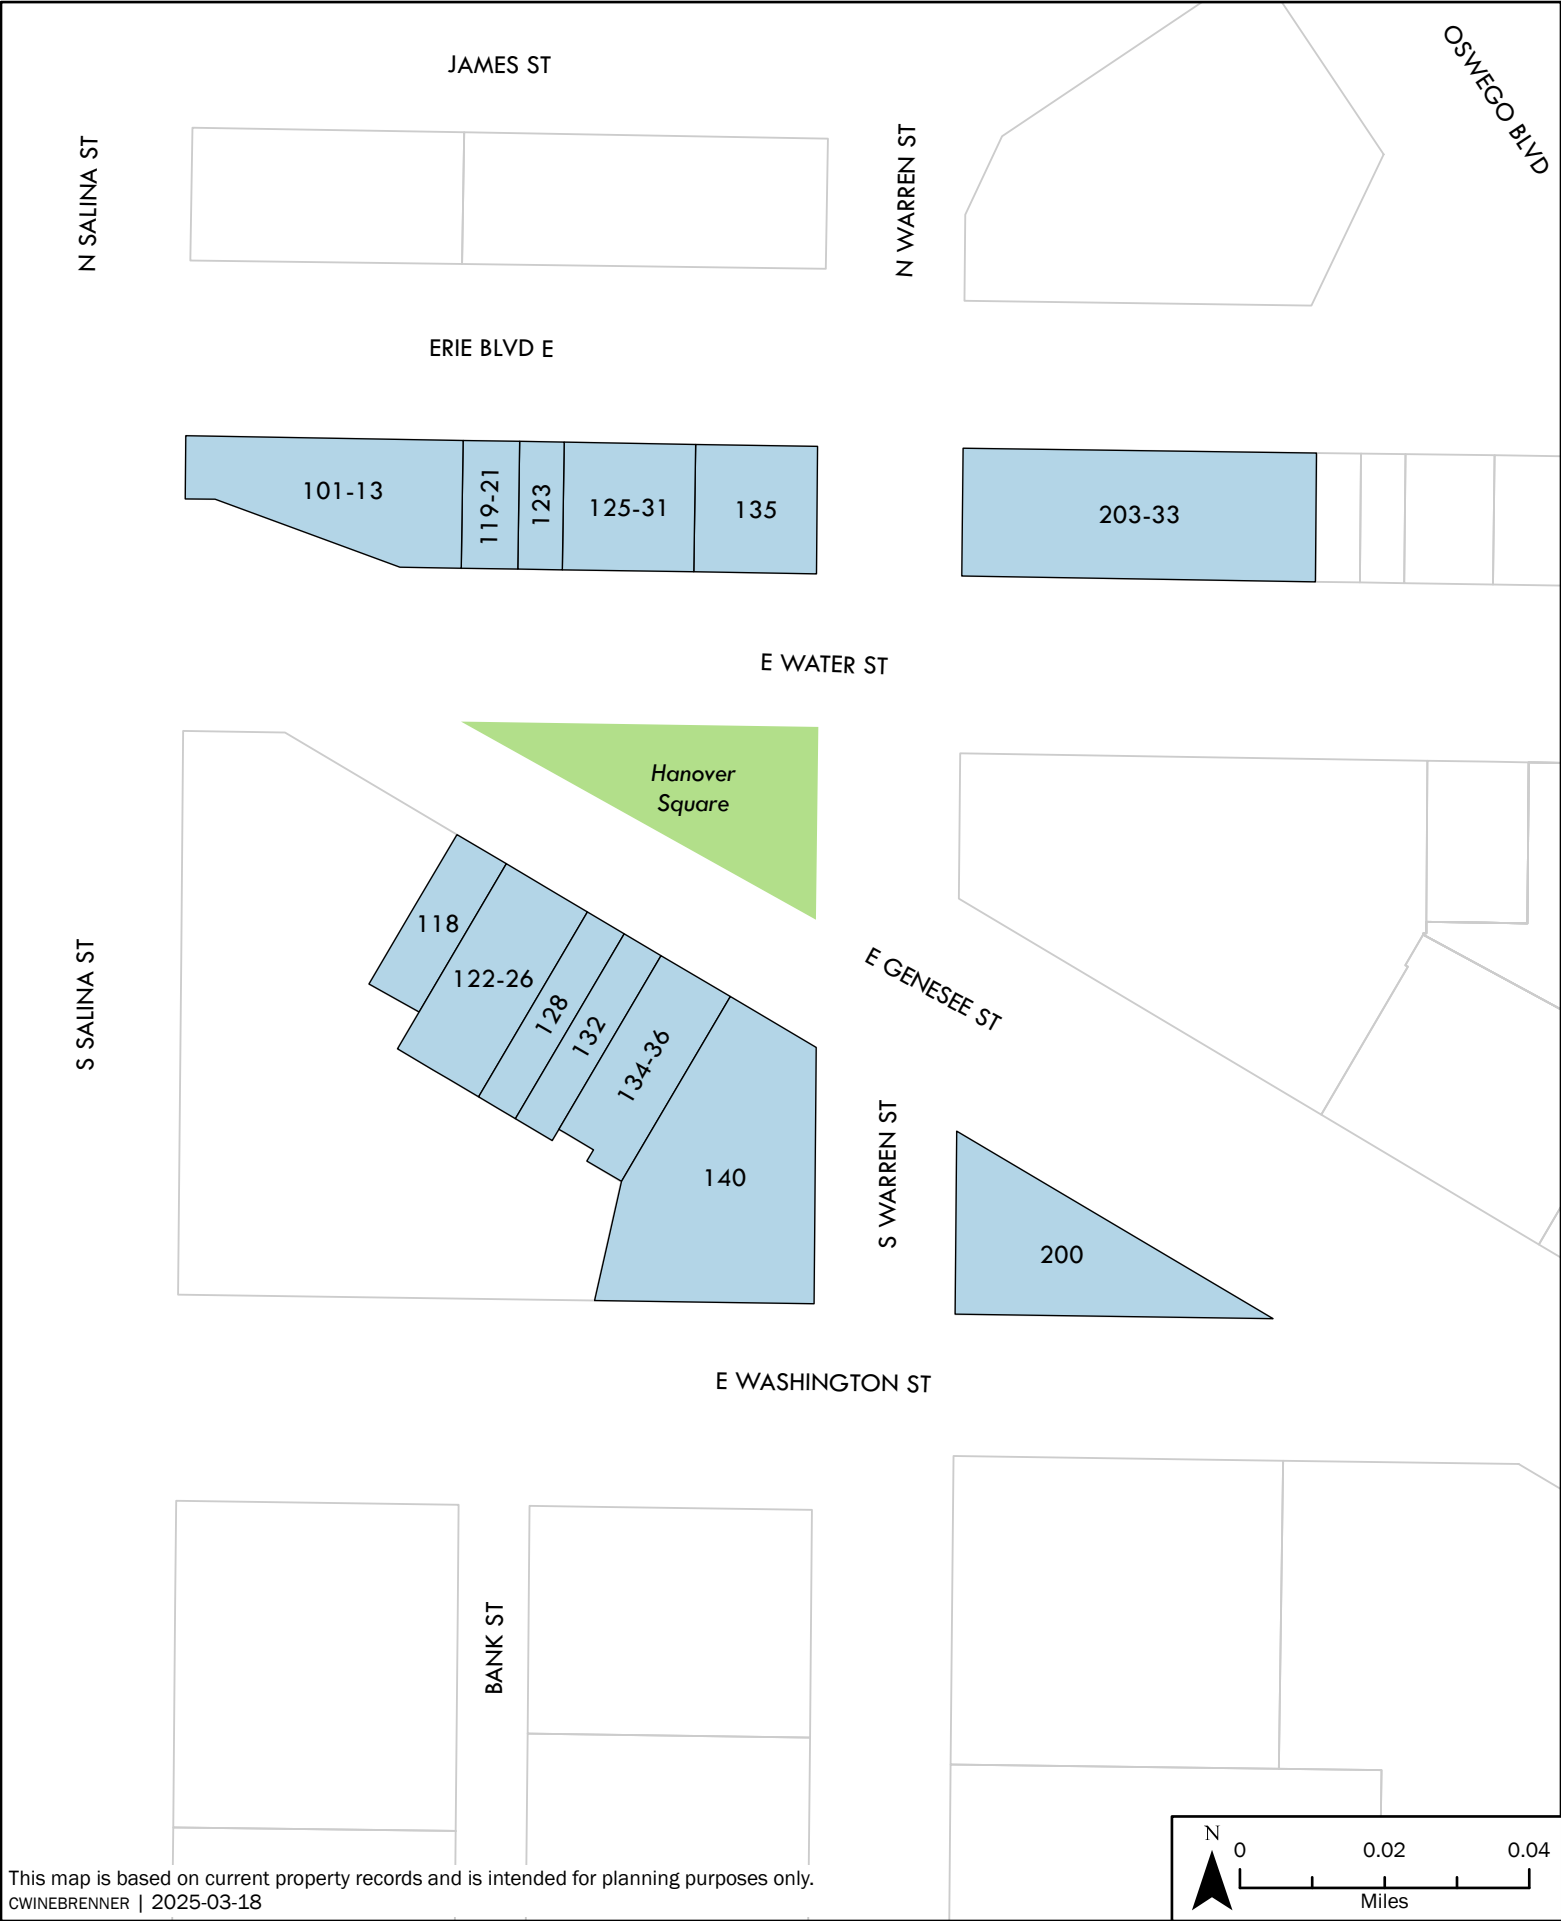 JAMES ST
OSWEGO BLVD
N SALINA ST
N WARREN ST
ERIE BLVD E
101-13
119-21
123
125-31
135
203-33
E WATER ST
Hanover
Square
118
122-26
128
132
134-36
140
E GENESEE ST
S SALINA ST
S WARREN ST
200
E WASHINGTON ST
BANK ST
This map is based on current property records and is intended for planning purposes only.
CWINEBRENNER | 2025-03-18
N
0 0.02 0.04
Miles